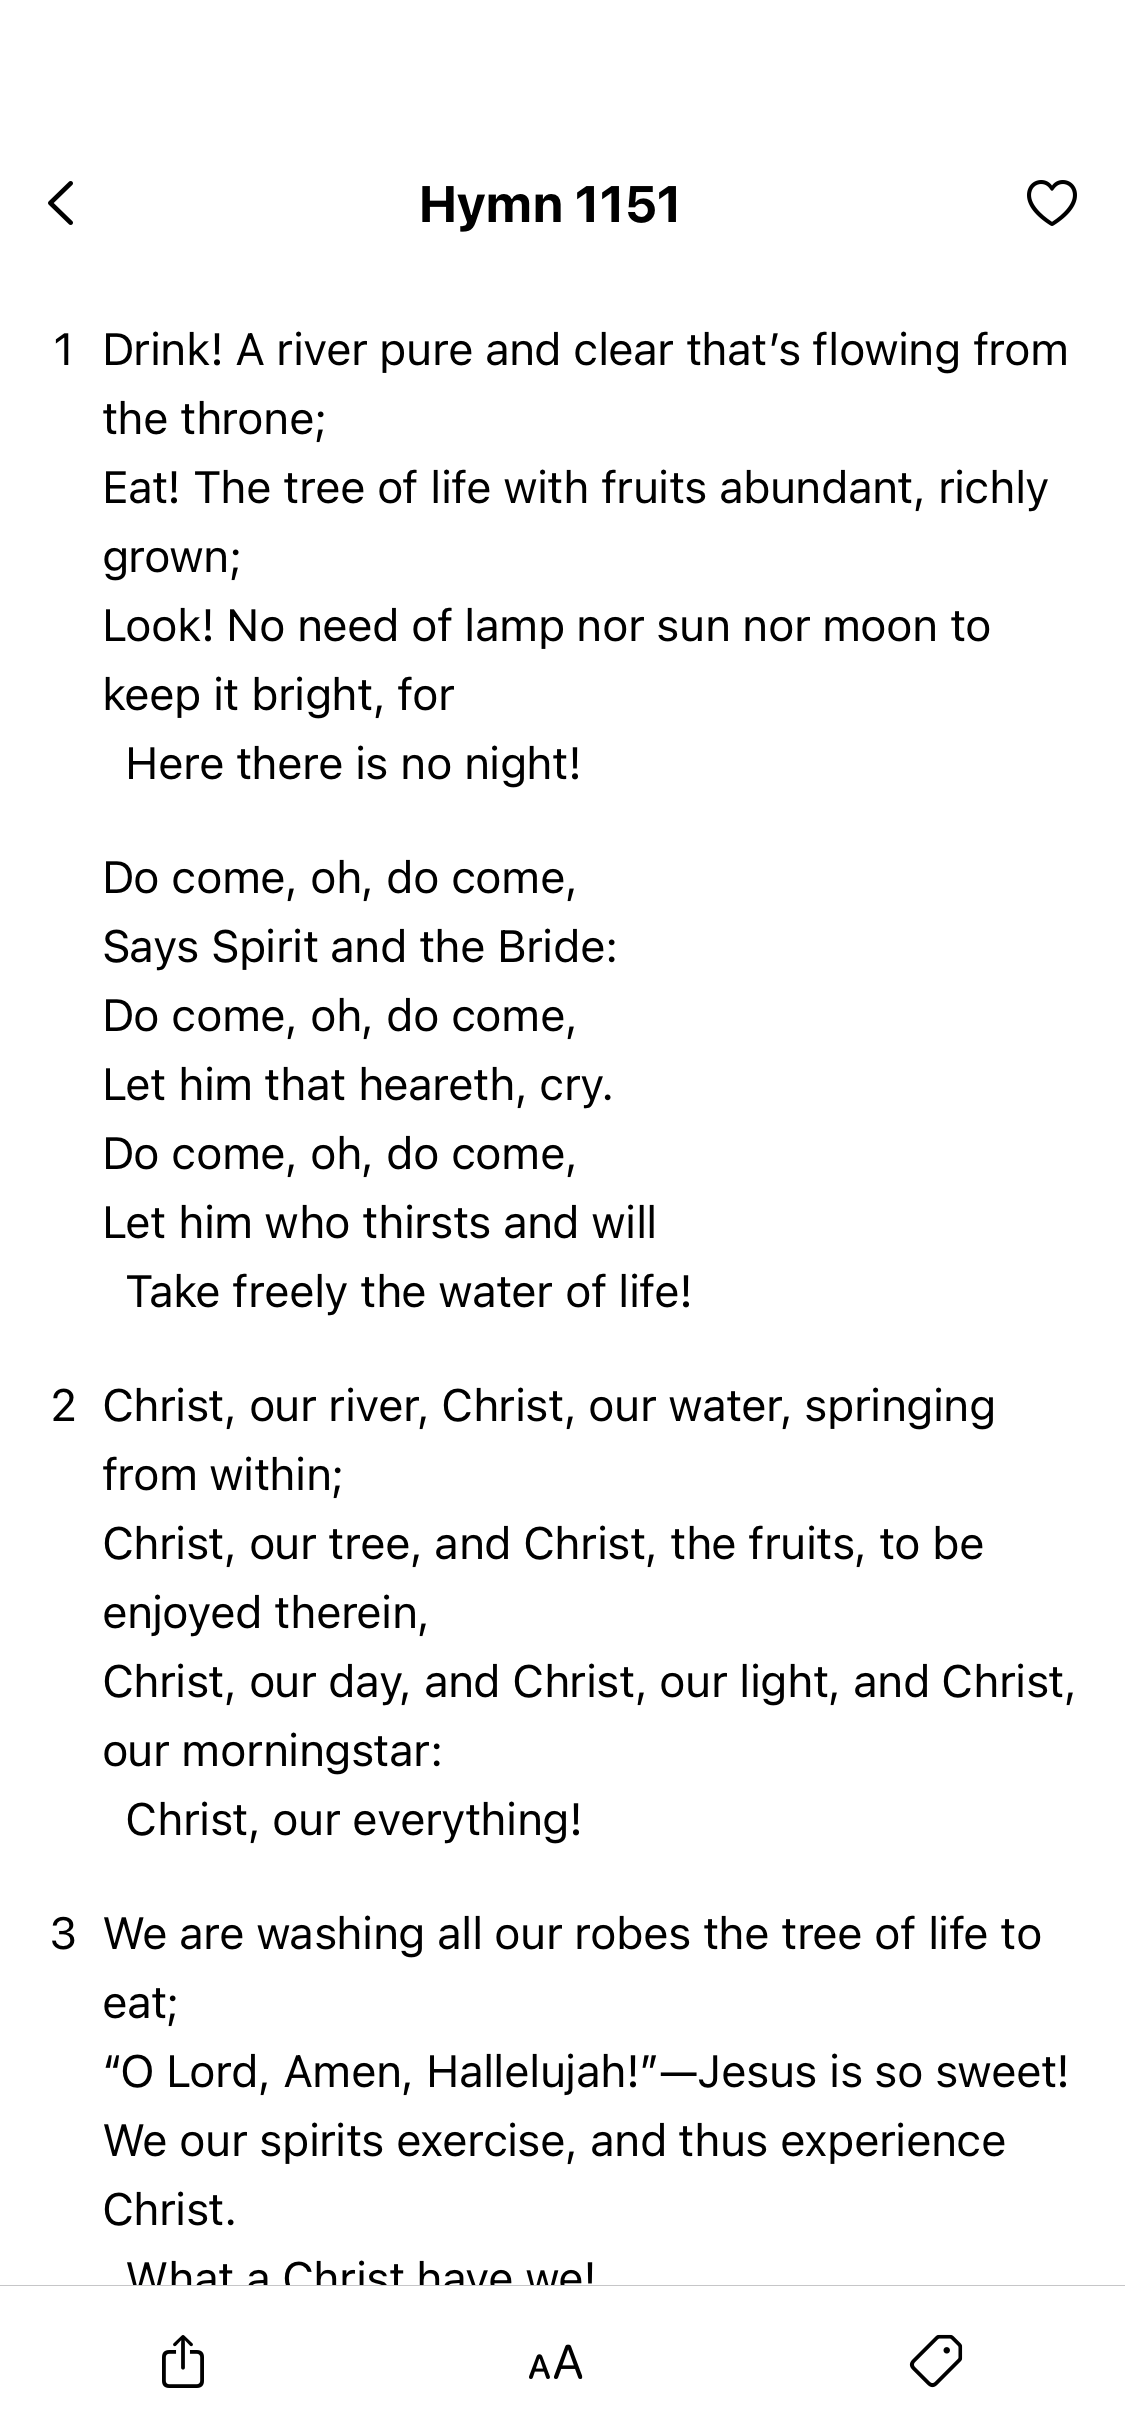 Hymn 1151
1 Drink! A river pure and clear that’s flowing from
the throne;
Eat! The tree of life with fruits abundant, richly
grown;
Look! No need of lamp nor sun nor moon to
keep it bright, for
Here there is no night!
Do come, oh, do come,
Says Spirit and the Bride:
Do come, oh, do come,
Let him that heareth, cry.
Do come, oh, do come,
Let him who thirsts and will
Take freely the water of life!
2 Christ, our river, Christ, our water, springing
from within;
Christ, our tree, and Christ, the fruits, to be
enjoyed therein,
Christ, our day, and Christ, our light, and Christ,
our morningstar:
Christ, our everything!
3 We are washing all our robes the tree of life to
eat;
“O Lord, Amen, Hallelujah!”—Jesus is so sweet!
We our spirits exercise, and thus experience
Christ.
What a Christ have we!
AA